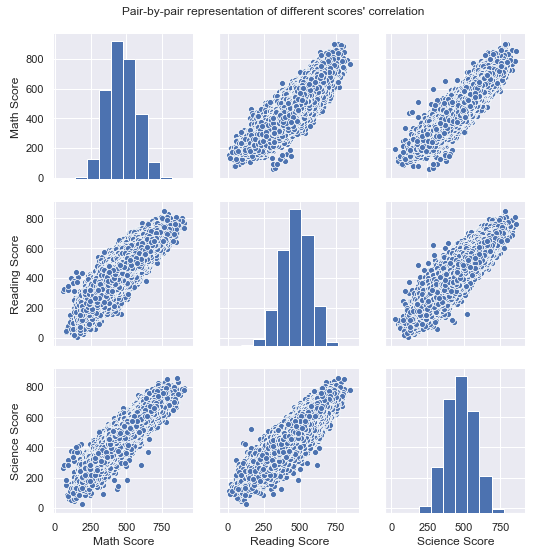 Pair-by-pair representation of different scores' correlation
800
600
400
200
0
Math Score
800
600
400
200
0
Reading Score
800
600
400
200
0
Science Score
0 250 500 750
Math Score
0 250 500 750
Reading Score
0 250 500 750
Science Score